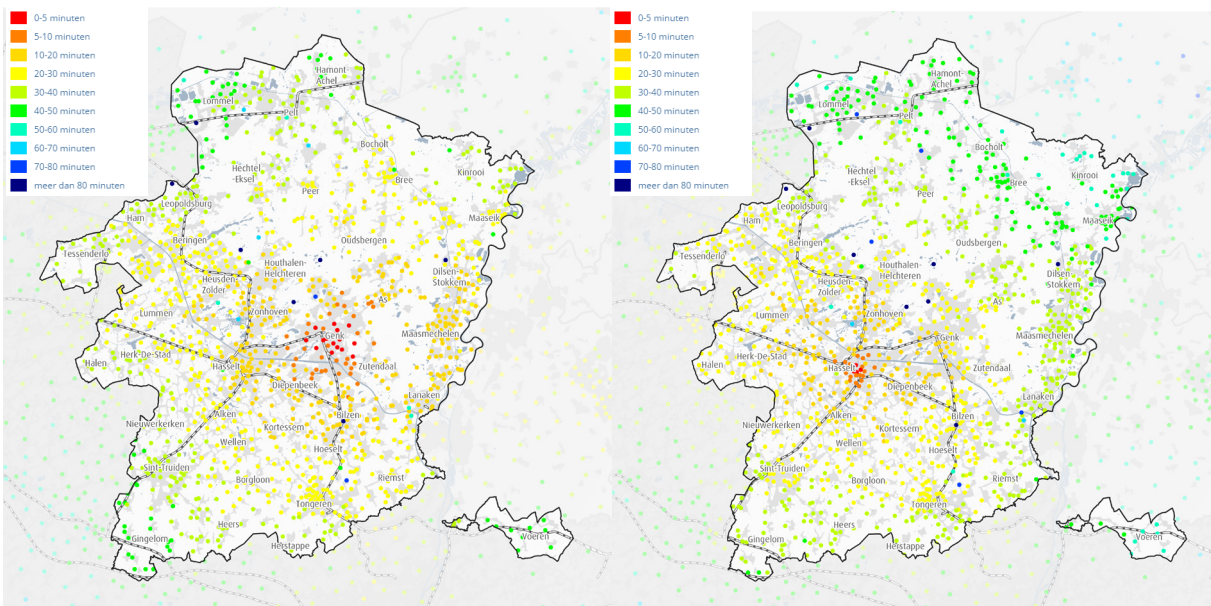 0-5 minuten
5-10 minuten
10-20 minuten
20-30 minuten
30-40 minuten
40-50 minuten
50-60 minuten
60-70 minuten
70-80 minuten
meer dan 80 minuten
Hamont-
Achel
Lommel
Pelt
Bocholt
Hechtel
-Eksel
Peer
Bree
Kinrooi
Leopoldsburg
Ham
Maaseik
Beringen
Oudsbergen
Tessenderlo
Houthalen-
Helchteren
Dilsen-
Stokkem
Heusden-
Zolder
As
Lummen
Zonhoven
Genk
Maasmechelen
Herk-De-Stad
Halen
Hasselt
Zutendaal
Diepenbeek
Lanaken
Alken
Bilzen
Nieuwerkerken
Kortessem
Wellen
Hoeselt
Sint-Truiden
Borgloon
Riemst
Tongeren
Heers
Gingelom
Herstappe
Voeren
0-5 minuten
5-10 minuten
10-20 minuten
20-30 minuten
30-40 minuten
40-50 minuten
50-60 minuten
60-70 minuten
70-80 minuten
meer dan 80 minuten
Hamont-
Achel
Lommel
Pelt
Bocholt
Hechtel
-Eksel
Peer
Bree
Kinrooi
Leopoldsburg
Ham
Maaseik
Beringen
Oudsbergen
Tessenderlo
Houthalen-
Helchteren
Dilsen-
Stokkem
Heusden-
Zolder
As
Lummen
Zonhoven
Genk
Maasmechelen
Herk-De-Stad
Halen
Hasselt
Zutendaal
Diepenbeek
Lanaken
Alken
Bilzen
Nieuwerkerken
Kortessem
Wellen
Hoeselt
Sint-Truiden
Borgloon
Riemst
Tongeren
Heers
Gingelom
Herstappe
Voeren